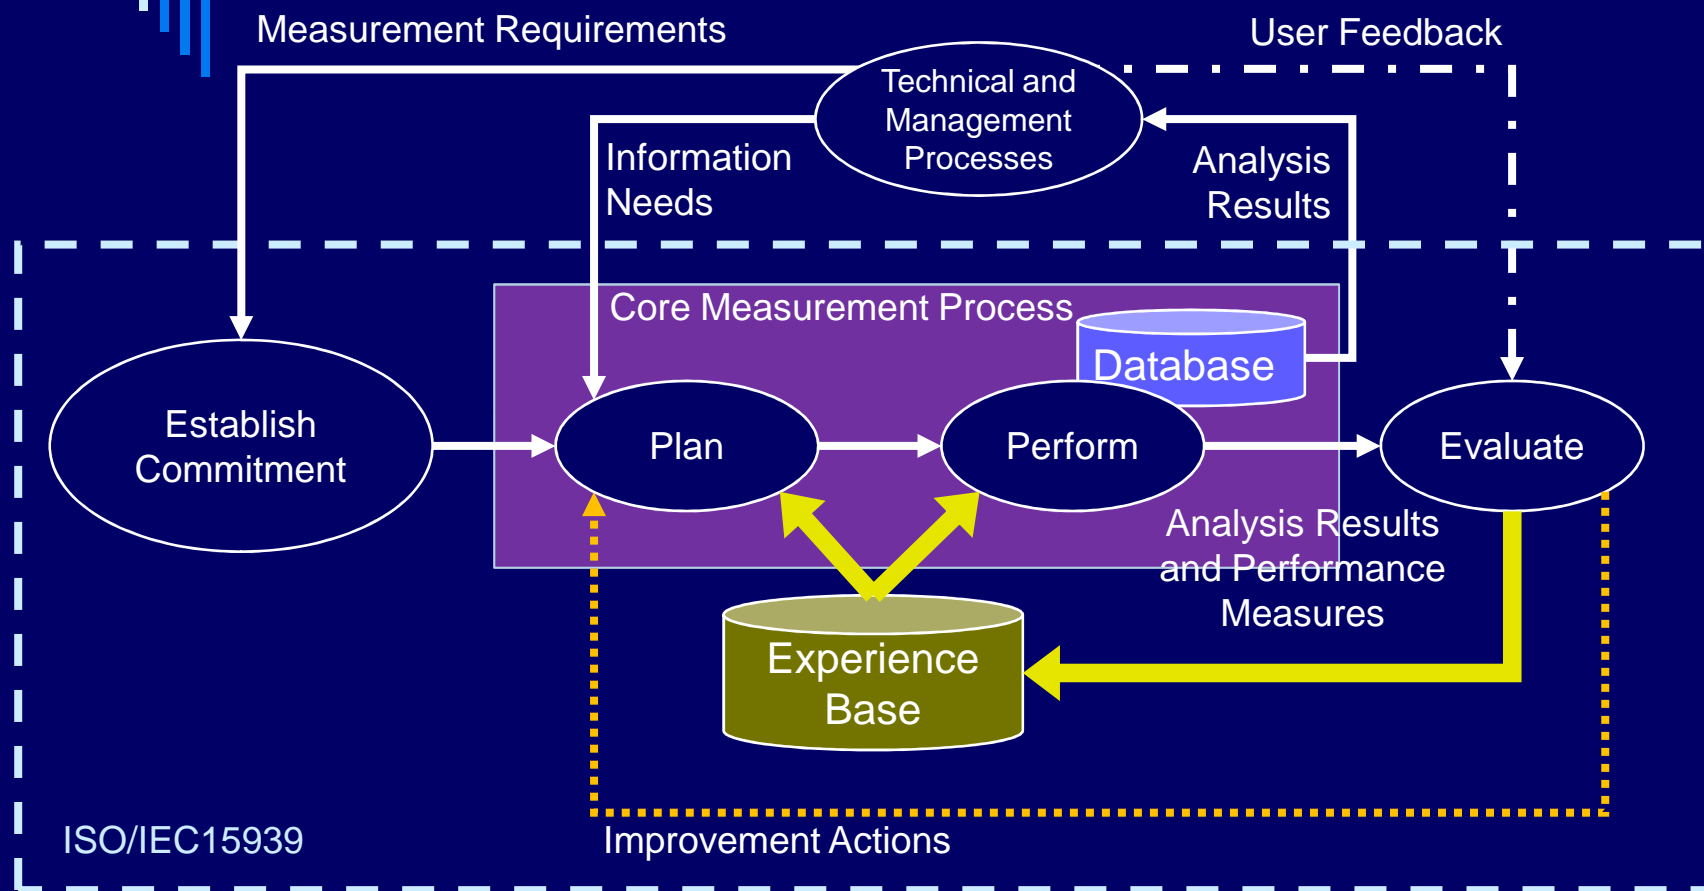 Measurement Requirements
User Feedback
Technical and
Management
Processes
Information
Needs
Analysis
Results
Core Measurement Process
Database
Establish
Commitment
Plan
Perform
Evaluate
Analysis Results
and Performance
Measures
Experience
Base
ISO/IEC15939
Improvement Actions